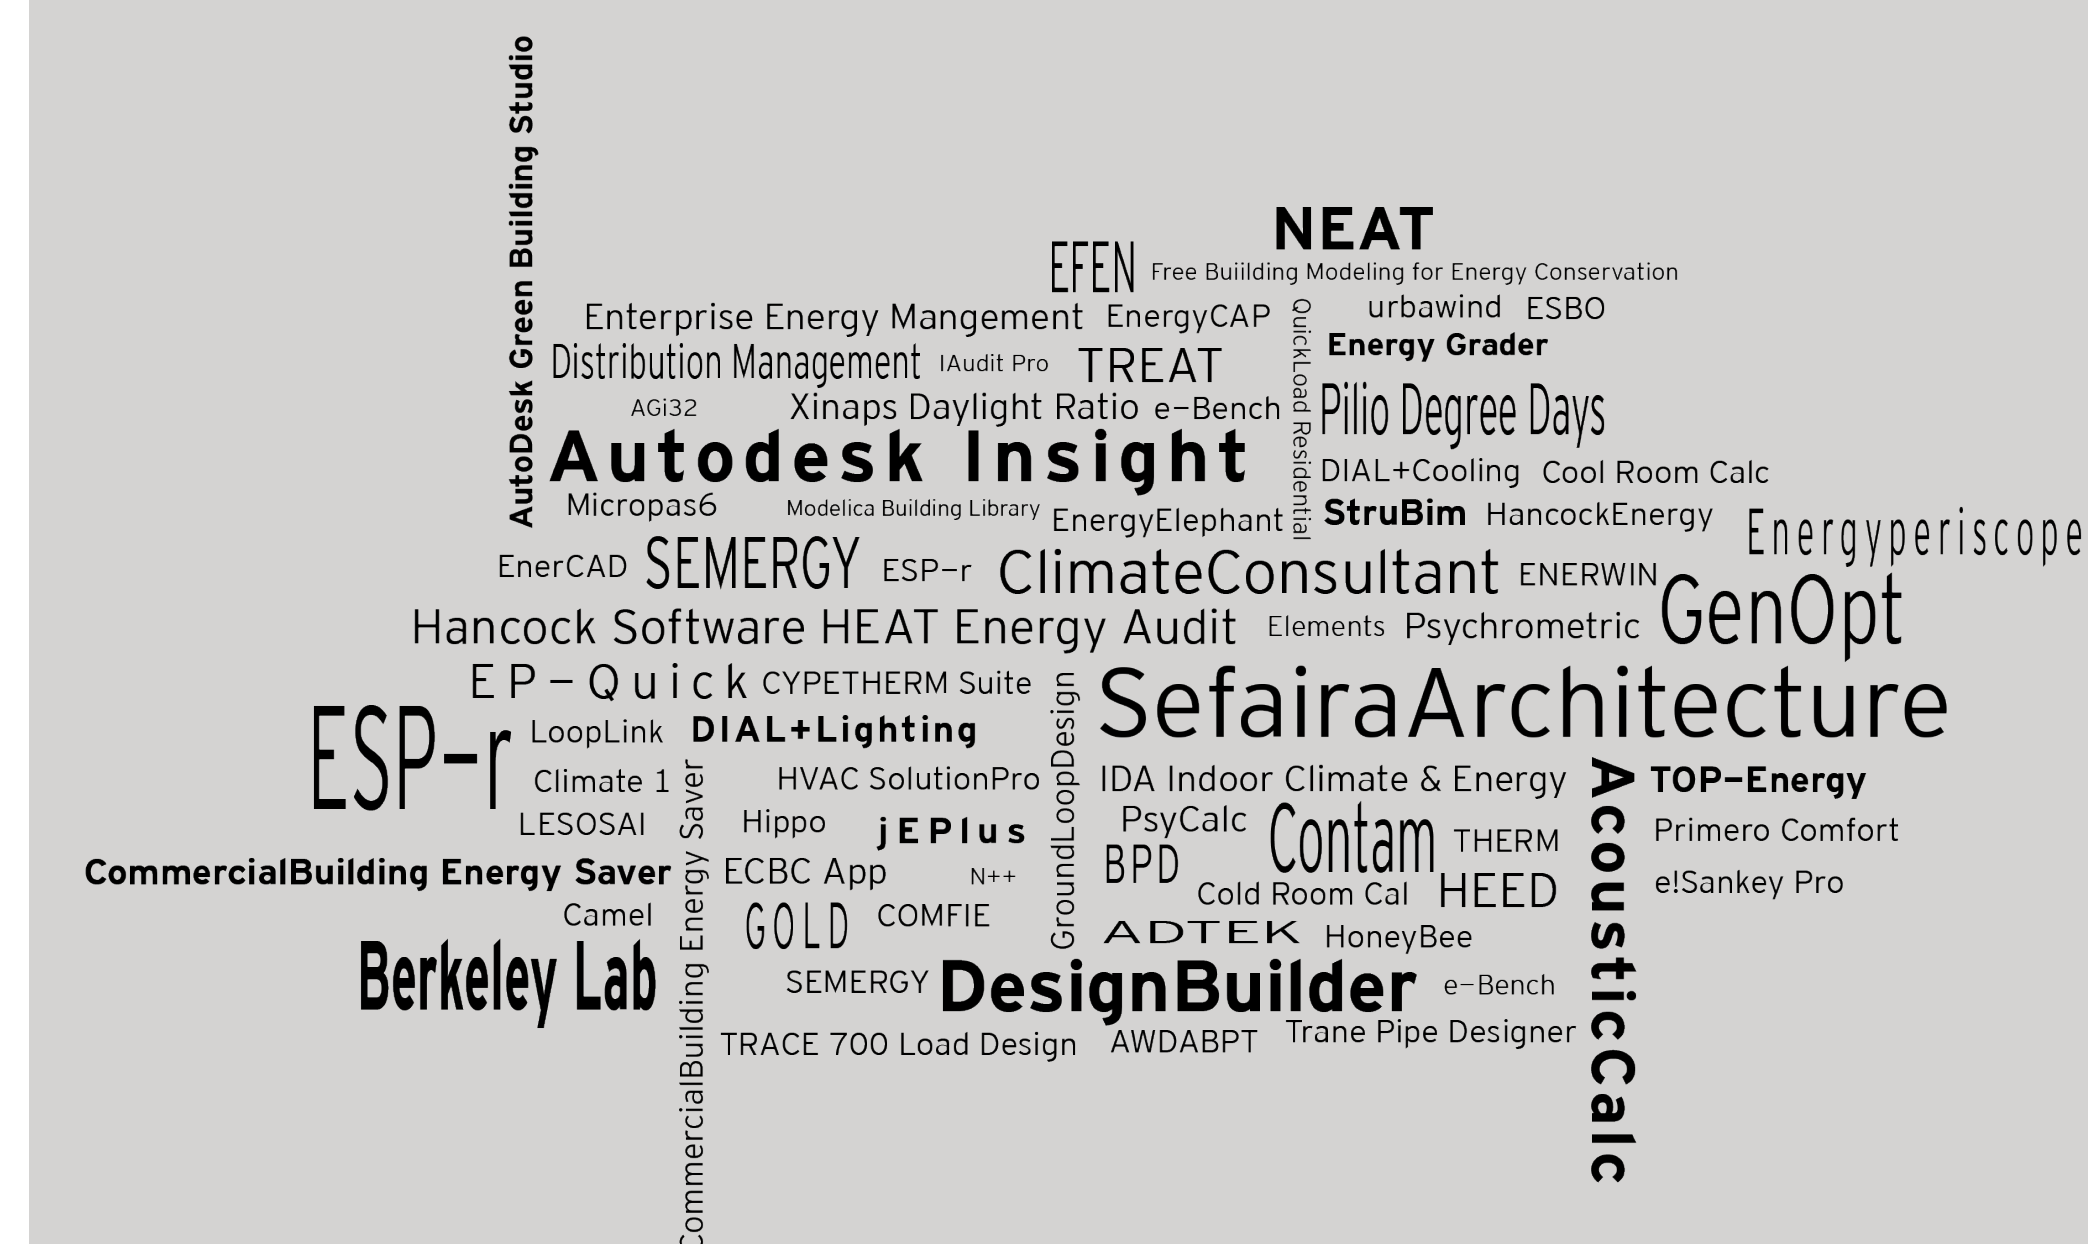 AutoDesk Green Building Studio
NEAT
EFEN
Free Buiilding Modeling for Energy Conservation
Enterprise Energy Mangement
EnergyCAP
QuickLoad Residential
urbawind
ESBO
Energy Grader
Distribution Management
IAudit Pro
TREAT
AGi32
Xinaps Daylight Ratio
e-Bench
Pilio Degree Days
Autodesk Insight
DIAL+Cooling
Cool Room Calc
Micropas6
Modelica Building Library
EnergyElephant
StruBim
HancockEnergy
Energyperiscope
EnerCAD
SEMERGY
ESP-r
ClimateConsultant
ENERWIN
GenOpt
Hancock Software HEAT Energy Audit
Elements
Psychrometric
EP-Quick
CYPETHERM Suite
GroundLoopDesign
SefairaArchitecture
ESP-r
LoopLink
DIAL+Lighting
Climate 1
CommercialBuilding Energy Saver
HVAC SolutionPro
IDA Indoor Climate & Energy
AcousticCalc
TOP-Energy
LESOSAI
Hippo
jEPlus
PsyCalc
Contam
THERM
Primero Comfort
CommercialBuilding Energy Saver
ECBC App
N++
BPD
Cold Room Cal
HEED
e!Sankey Pro
Camel
GOLD
COMFIE
ADTEK
HoneyBee
Berkeley Lab
SEMERGY
DesignBuilder
e-Bench
TRACE 700 Load Design
AWDABPT
Trane Pipe Designer